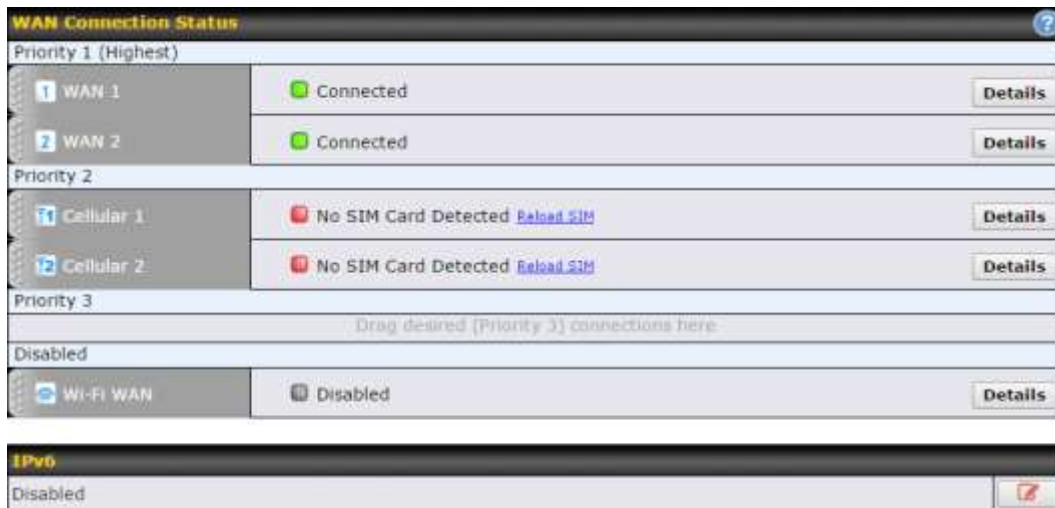 WAN Connection Status
Priority 1 (Highest)
1 WAN 1 Connected Details
2 WAN 2 Connected Details
Priority 2
1 Cellular 1 No SIM Card Detected Reload SIM Details
2 Cellular 2 No SIM Card Detected Reload SIM Details
Priority 3
Drag desired (Priority 3) connections here
Disabled
Wi-Fi WAN Disabled Details
IPv6
Disabled